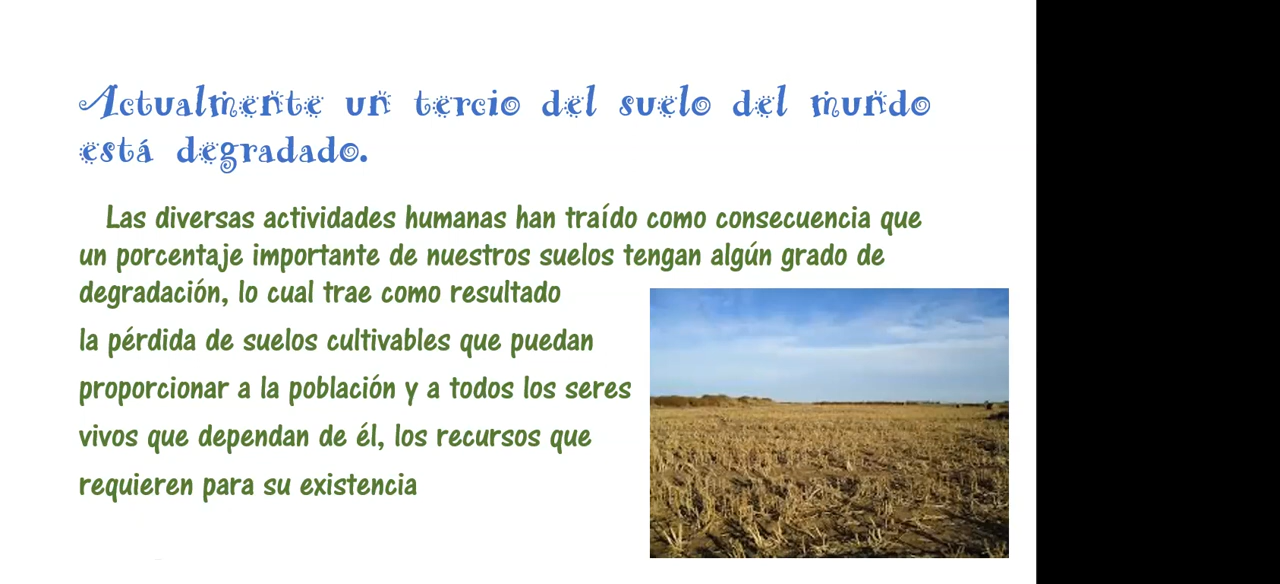 Actualmente un tercio del suelo del mundo
está degradado.
Las diversas actividades humanas han traído como consecuencia que
un porcentaje importante de nuestros suelos tengan algún grado de
degradación, lo cual trae como resultado
la pérdida de suelos cultivables que puedan
proporcionar a la población y a todos los seres
vivos que dependan de él, los recursos que
requieren para su existencia